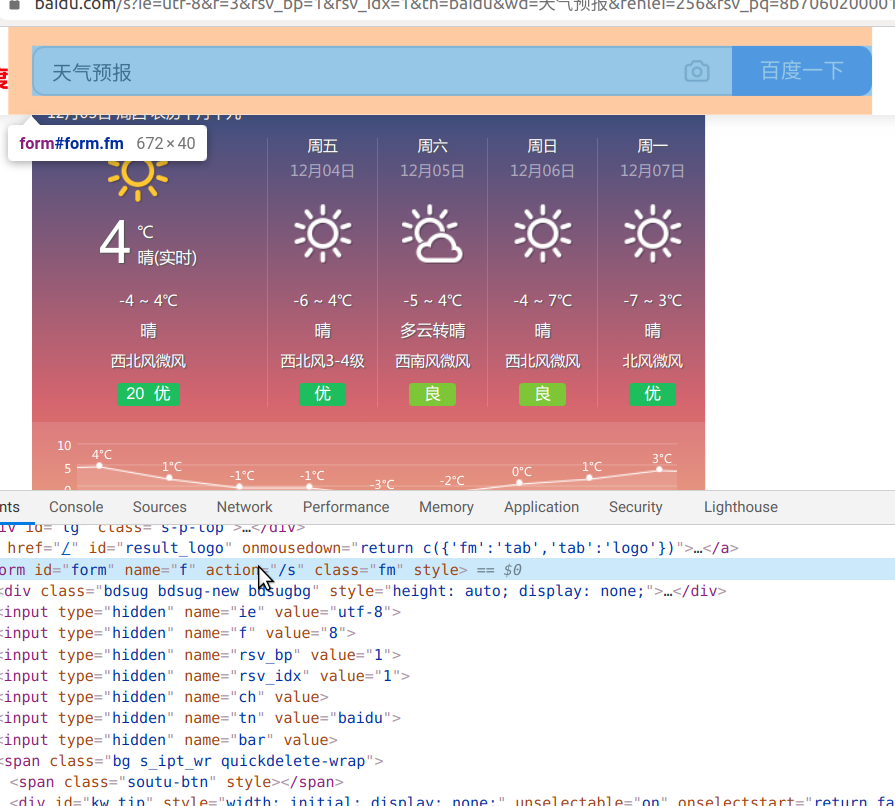 baidu.com/s?ie=utf-8&f=3&rsv_bp=1&rsv_idx=1&tn=baidu&wd=天气预报&fenlei=256&rsv_pq=8b7060200001
度
天气预报
百度一下
form#form.fm 672×40
周五 周六 周日 周一
12月04日 12月05日 12月06日 12月07日
4 ℃
晴(实时)
-4 ~ 4℃ -6 ~ 4℃ -5 ~ 4℃ -4 ~ 7℃ -7 ~ 3℃
晴 晴 多云转晴 晴 晴
西北风微风 西北风3-4级 西南风微风 西北风微风 北风微风
20 优 优 良 良 优
10
5
0
4°C 1°C -1°C -1°C -3°C -2°C 0°C 1°C 3°C
nts Console Sources Network Performance Memory Application Security Lighthouse
iv id="lg" class="s-p-top">…</div>
href="/" id="result_logo" onmousedown="return c({'fm':'tab','tab':'logo'})">…</a>
orm id="form" name="f" action="/s" class="fm" style> == $0
<div class="bdsug bdsug-new bdsugbg" style="height: auto; display: none;">…</div>
<input type="hidden" name="ie" value="utf-8">
<input type="hidden" name="f" value="8">
<input type="hidden" name="rsv_bp" value="1">
<input type="hidden" name="rsv_idx" value="1">
<input type="hidden" name="ch" value>
<input type="hidden" name="tn" value="baidu">
<input type="hidden" name="bar" value>
<span class="bg s_ipt_wr quickdelete-wrap">
<span class="soutu-btn" style></span>
<div id="kw_tip" style="width: initial; display: none;" unselectable="on" onselectstart="return fa